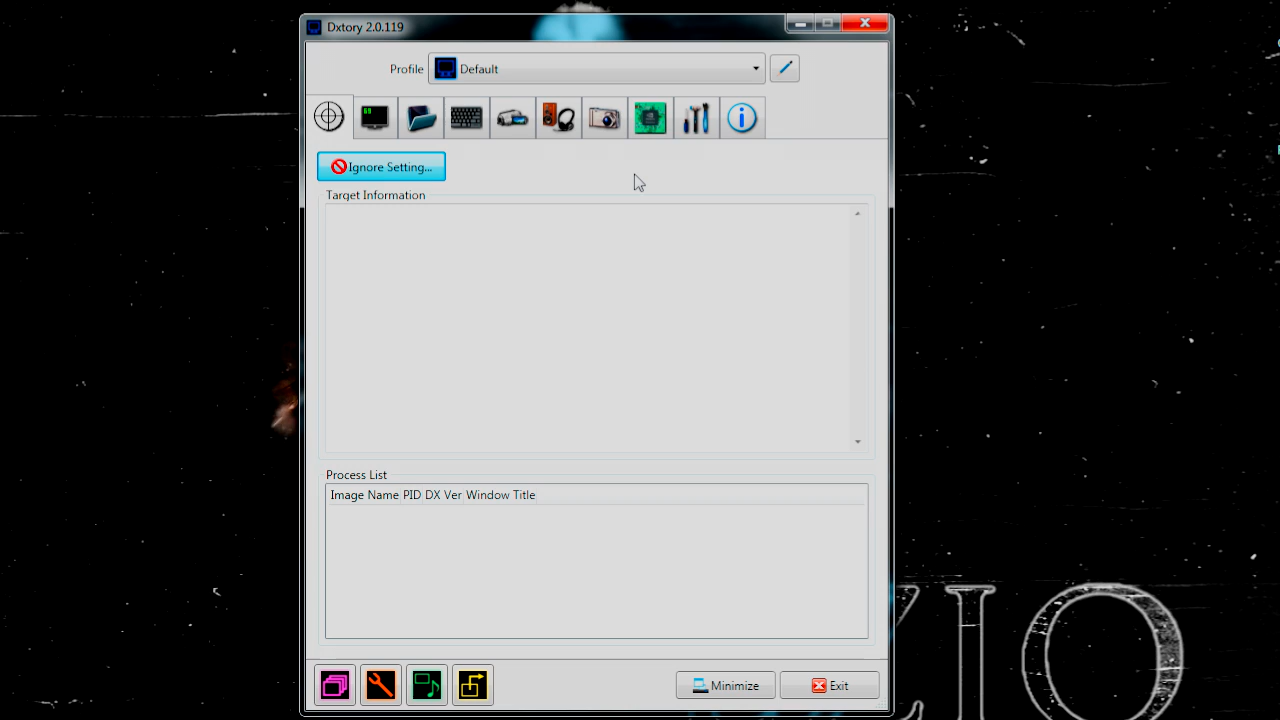 Dxtory 2.0.119
Profile
Default
Ignore Setting...
Target Information
Process List
Image Name PID DX Ver Window Title
Minimize
Exit
IO